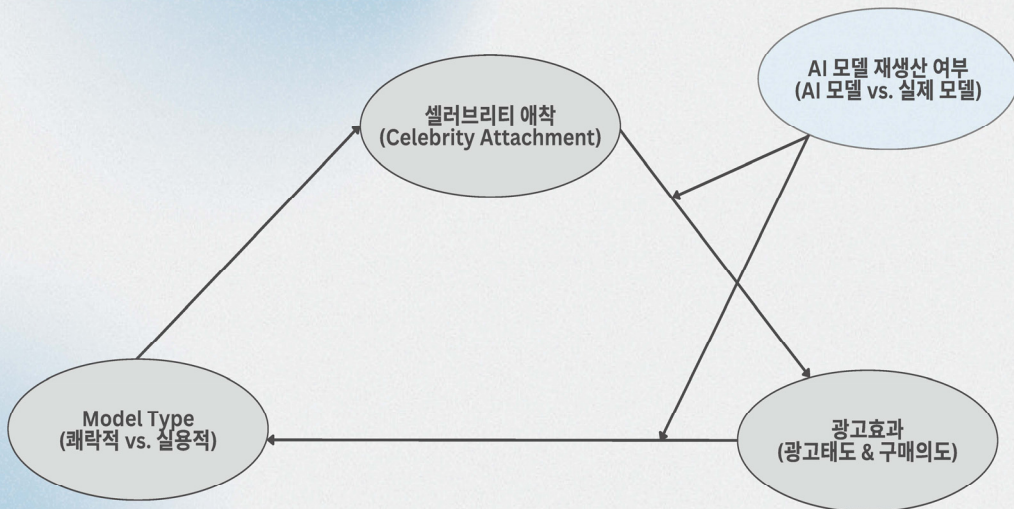 AI 모델 재생산 여부
(AI 모델 vs. 실제 모델)
셀러브리티 애착
(Celebrity Attachment)
Model Type
(쾌락적 vs. 실용적)
광고효과
(광고태도 & 구매의도)